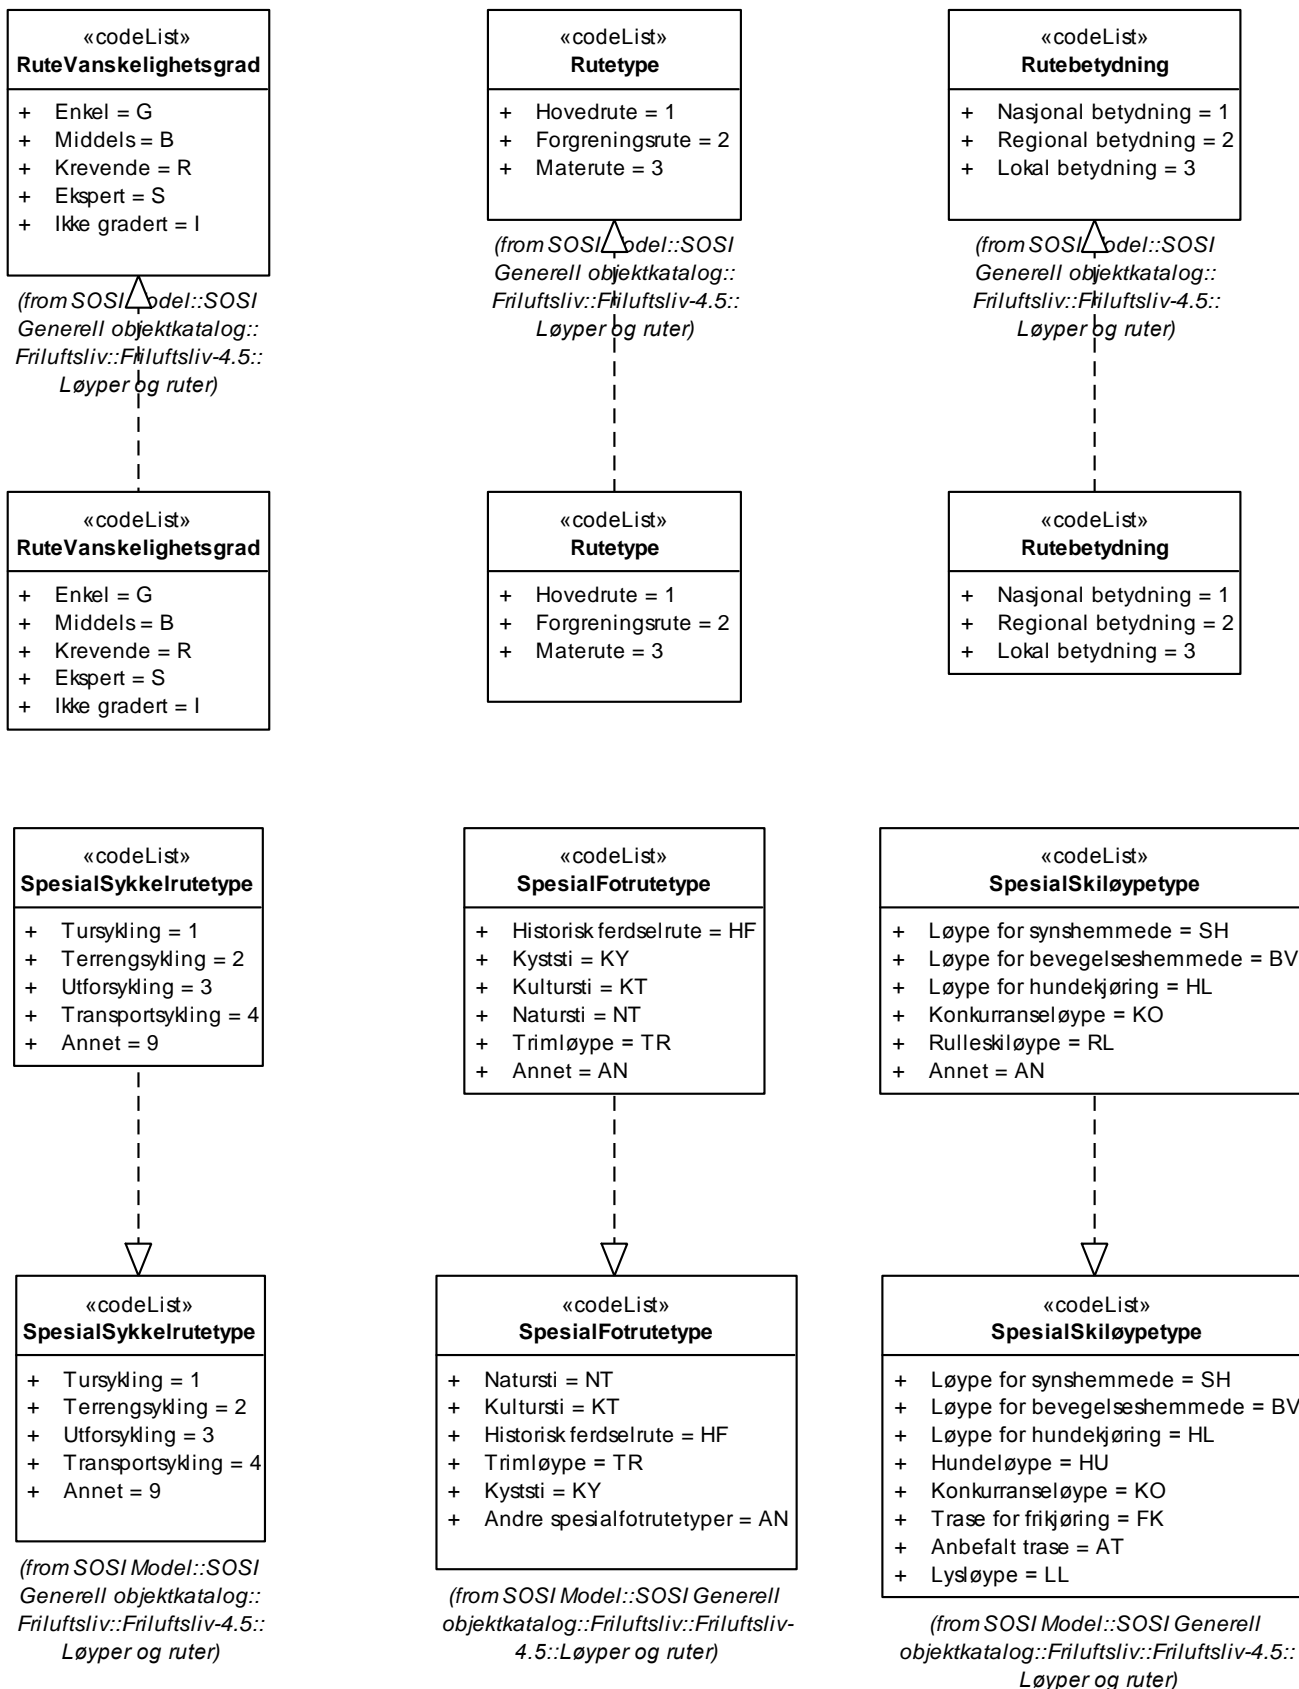 «codeList»
RuteVanskelighetsgrad
+ Enkel = G
+ Middels = B
+ Krevende = R
+ Ekspert = S
+ Ikke gradert = I
(from SOSI Model::SOSI
Generell objektkatalog::
Friluftsliv::Friluftsliv-4.5::
Løyper og ruter)
«codeList»
Rutetype
+ Hovedrute = 1
+ Forgreningsrute = 2
+ Materute = 3
(from SOSI Model::SOSI
Generell objektkatalog::
Friluftsliv::Friluftsliv-4.5::
Løyper og ruter)
«codeList»
Rutebetydning
+ Nasjonal betydning = 1
+ Regional betydning = 2
+ Lokal betydning = 3
(from SOSI Model::SOSI
Generell objektkatalog::
Friluftsliv::Friluftsliv-4.5::
Løyper og ruter)
«codeList»
RuteVanskelighetsgrad
+ Enkel = G
+ Middels = B
+ Krevende = R
+ Ekspert = S
+ Ikke gradert = I
«codeList»
Rutetype
+ Hovedrute = 1
+ Forgreningsrute = 2
+ Materute = 3
«codeList»
Rutebetydning
+ Nasjonal betydning = 1
+ Regional betydning = 2
+ Lokal betydning = 3
«codeList»
SpesialSykkelrutetype
+ Tursykling = 1
+ Terrengsykling = 2
+ Utforsykling = 3
+ Transportsykling = 4
+ Annet = 9
«codeList»
SpesialFotrutetype
+ Historisk ferdselrute = HF
+ Kyststi = KY
+ Kultursti = KT
+ Natursti = NT
+ Trimløype = TR
+ Annet = AN
«codeList»
SpesialSkiløypetype
+ Løype for synshemmede = SH
+ Løype for bevegelseshemmede = BV
+ Løype for hundekjøring = HL
+ Konkurranseløype = KO
+ Rulleskiløype = RL
+ Annet = AN
«codeList»
SpesialSykkelrutetype
+ Tursykling = 1
+ Terrengsykling = 2
+ Utforsykling = 3
+ Transportsykling = 4
+ Annet = 9
(from SOSI Model::SOSI
Generell objektkatalog::
Friluftsliv::Friluftsliv-4.5::
Løyper og ruter)
«codeList»
SpesialFotrutetype
+ Natursti = NT
+ Kultursti = KT
+ Historisk ferdselrute = HF
+ Trimløype = TR
+ Kyststi = KY
+ Andre spesialfotrutetyper = AN
(from SOSI Model::SOSI Generell
objektkatalog::Friluftsliv::Friluftsliv-
4.5::Løyper og ruter)
«codeList»
SpesialSkiløypetype
+ Løype for synshemmede = SH
+ Løype for bevegelseshemmede = BV
+ Løype for hundekjøring = HL
+ Hundeløype = HU
+ Konkurranseløype = KO
+ Trase for frikjøring = FK
+ Anbefalt trase = AT
+ Lysløype = LL
(from SOSI Model::SOSI Generell
objektkatalog::Friluftsliv::Friluftsliv-4.5::
Løyper og ruter)